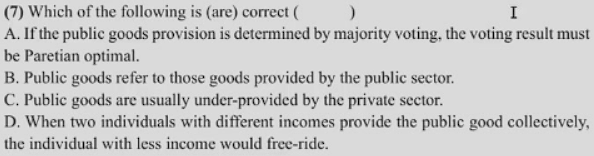 (7) Which of the following is (are) correct (          )
A. If the public goods provision is determined by majority voting, the voting result must
be Paretian optimal.
B. Public goods refer to those goods provided by the public sector.
C. Public goods are usually under-provided by the private sector.
D. When two individuals with different incomes provide the public good collectively,
the individual with less income would free-ride.